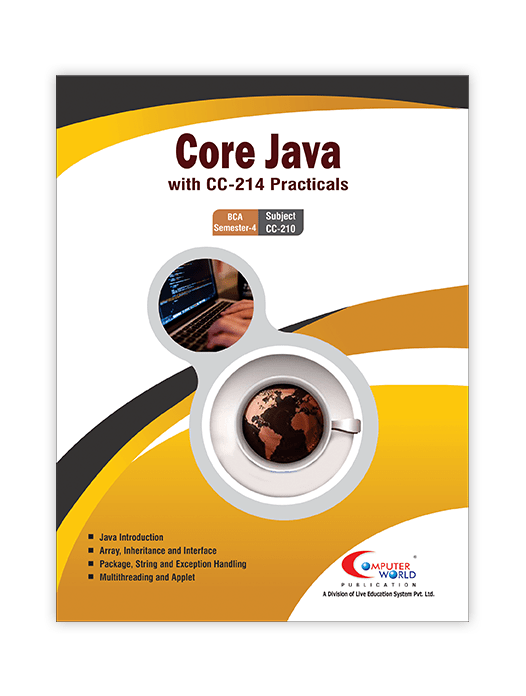 Core Java
with CC-214 Practicals
BCA
Semester-4
Subject
CC-210
Java Introduction
Array, Inheritance and Interface
Package, String and Exception Handling
Multithreading and Applet
COMPUTER
WORLD
PUBLICATION
A Division of Live Education System Pvt. Ltd.